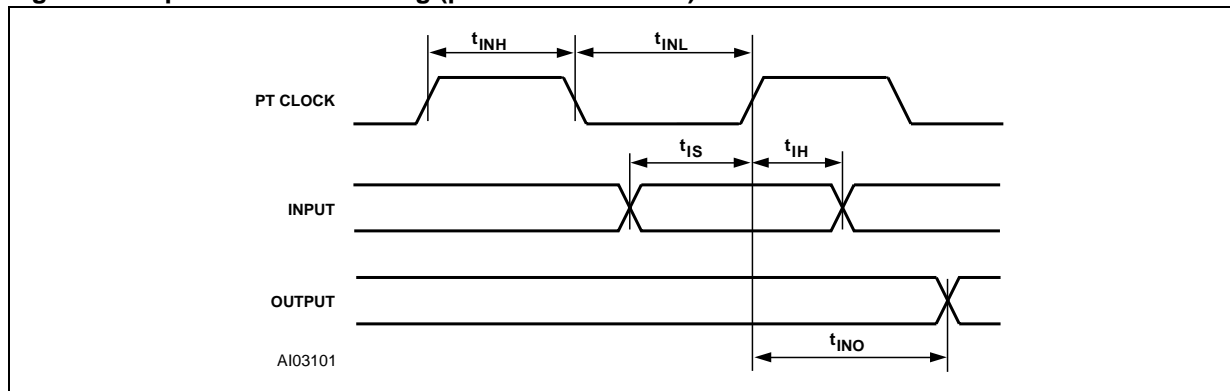 tINH tINL
PT CLOCK
tIS tIH
INPUT
OUTPUT
tINO
AI03101